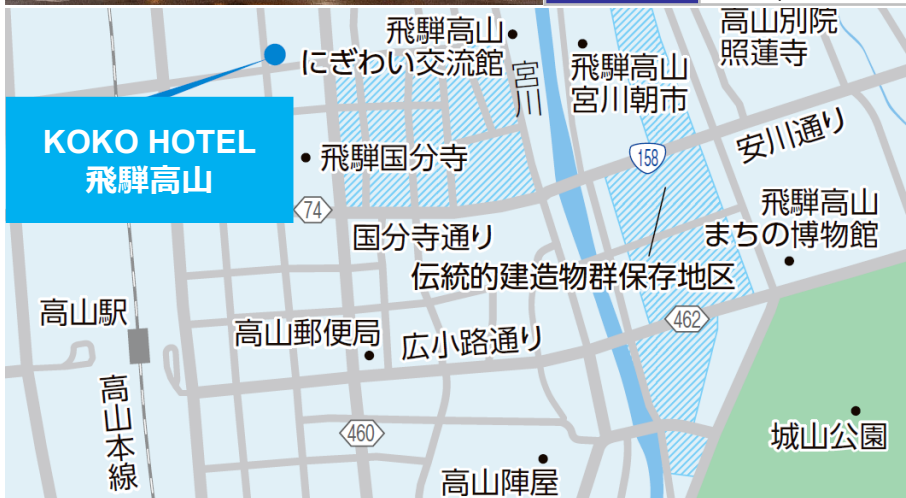 飛騨高山
にぎわい交流館
宮川
飛騨高山
宮川朝市
高山別院
照蓮寺
KOKO HOTEL
飛騨高山
飛騨国分寺
158
安川通り
74
国分寺通り
飛騨高山
まちの博物館
伝統的建造物群保存地区
高山駅
高山郵便局
広小路通り
462
高山本線
460
高山陣屋
城山公園